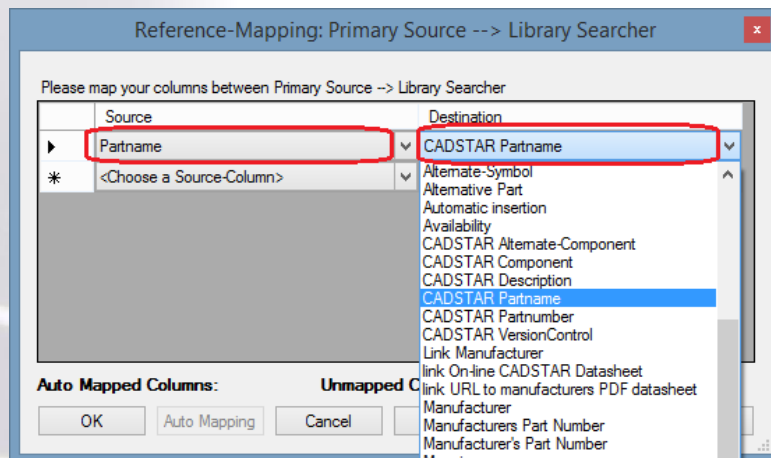 Reference-Mapping: Primary Source --> Library Searcher
x
Please map your columns between Primary Source --> Library Searcher
Source Destination
Partname CADSTAR Partname
<Choose a Source-Column>
Alternate-Symbol
Alternative Part
Automatic insertion
Availability
CADSTAR Alternate-Component
CADSTAR Component
CADSTAR Description
CADSTAR Partname
CADSTAR Partnumber
CADSTAR VersionControl
Link Manufacturer
link On-line CADSTAR Datasheet
link URL to manufacturers PDF datasheet
Manufacturer
Manufacturers Part Number
Manufacturer's Part Number
Auto Mapped Columns: Unmapped C
OK Auto Mapping Cancel